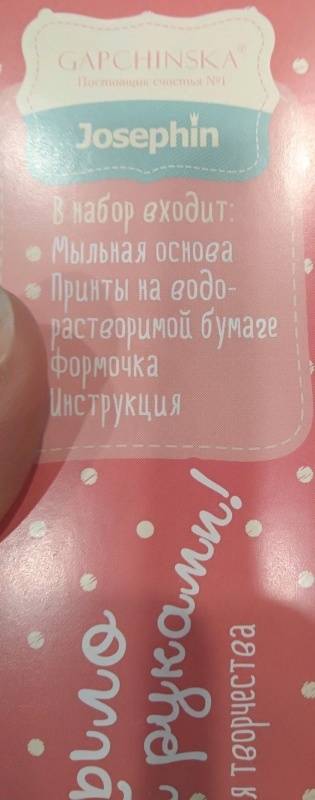 GAPCHINSKA®
Поставщик счастья №1
Josephin
В набор входит:
Мыльная основа
Принты на водо-
растворимой бумаге
Формочка
Инструкция
руками!
творчества